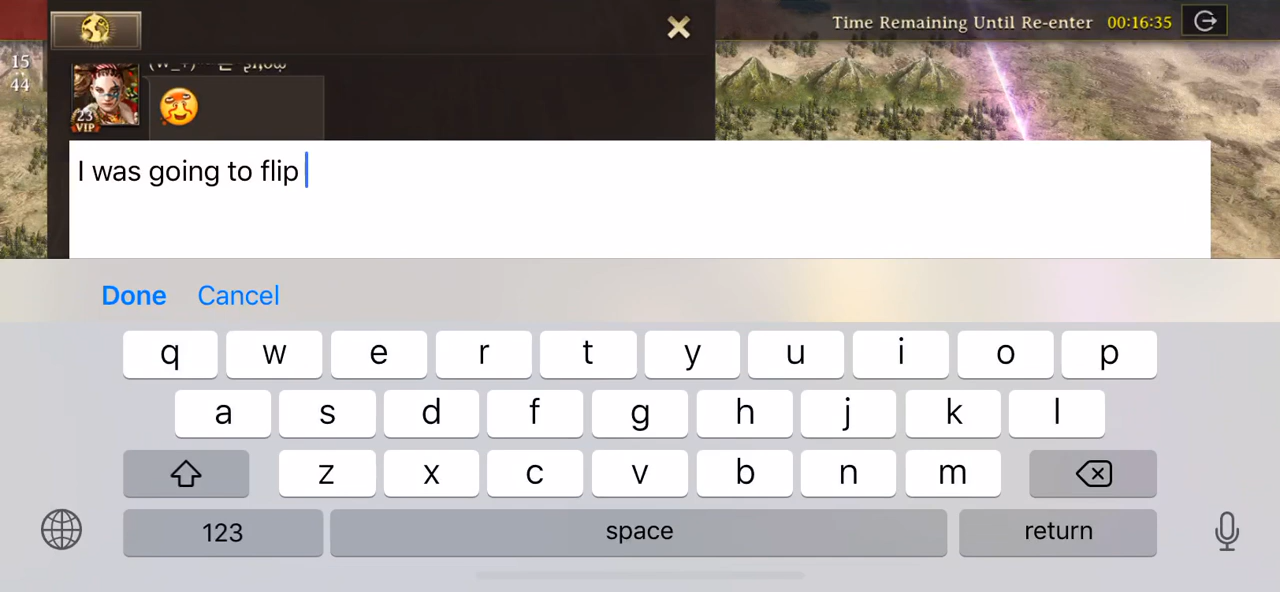 Time Remaining Until Re-enter 00:16:35
15
44
23
VIP
I was going to flip
Done Cancel
q w e r t y u i o p
a s d f g h j k l
z x c v b n m
123 space return